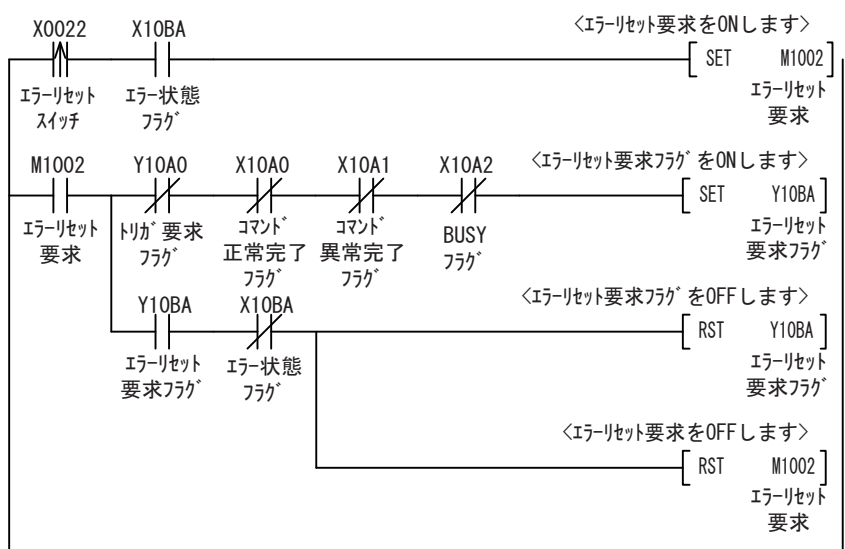 <エラーリセット要求をONします>
X0022 X10BA
SET M1002
エラーリセット
スイッチ
エラー状態
フラグ
エラーリセット
要求
<エラーリセット要求フラグをONします>
M1002 Y10A0 X10A0 X10A1 X10A2
SET Y10BA
エラーリセット
要求
トリガ要求
フラグ
コマンド
正常完了
フラグ
コマンド
異常完了
フラグ
BUSY
フラグ
エラーリセット
要求フラグ
<エラーリセット要求フラグをOFFします>
Y10BA X10BA
RST Y10BA
エラーリセット
要求フラグ
エラー状態
フラグ
エラーリセット
要求フラグ
<エラーリセット要求をOFFします>
RST M1002
エラーリセット
要求